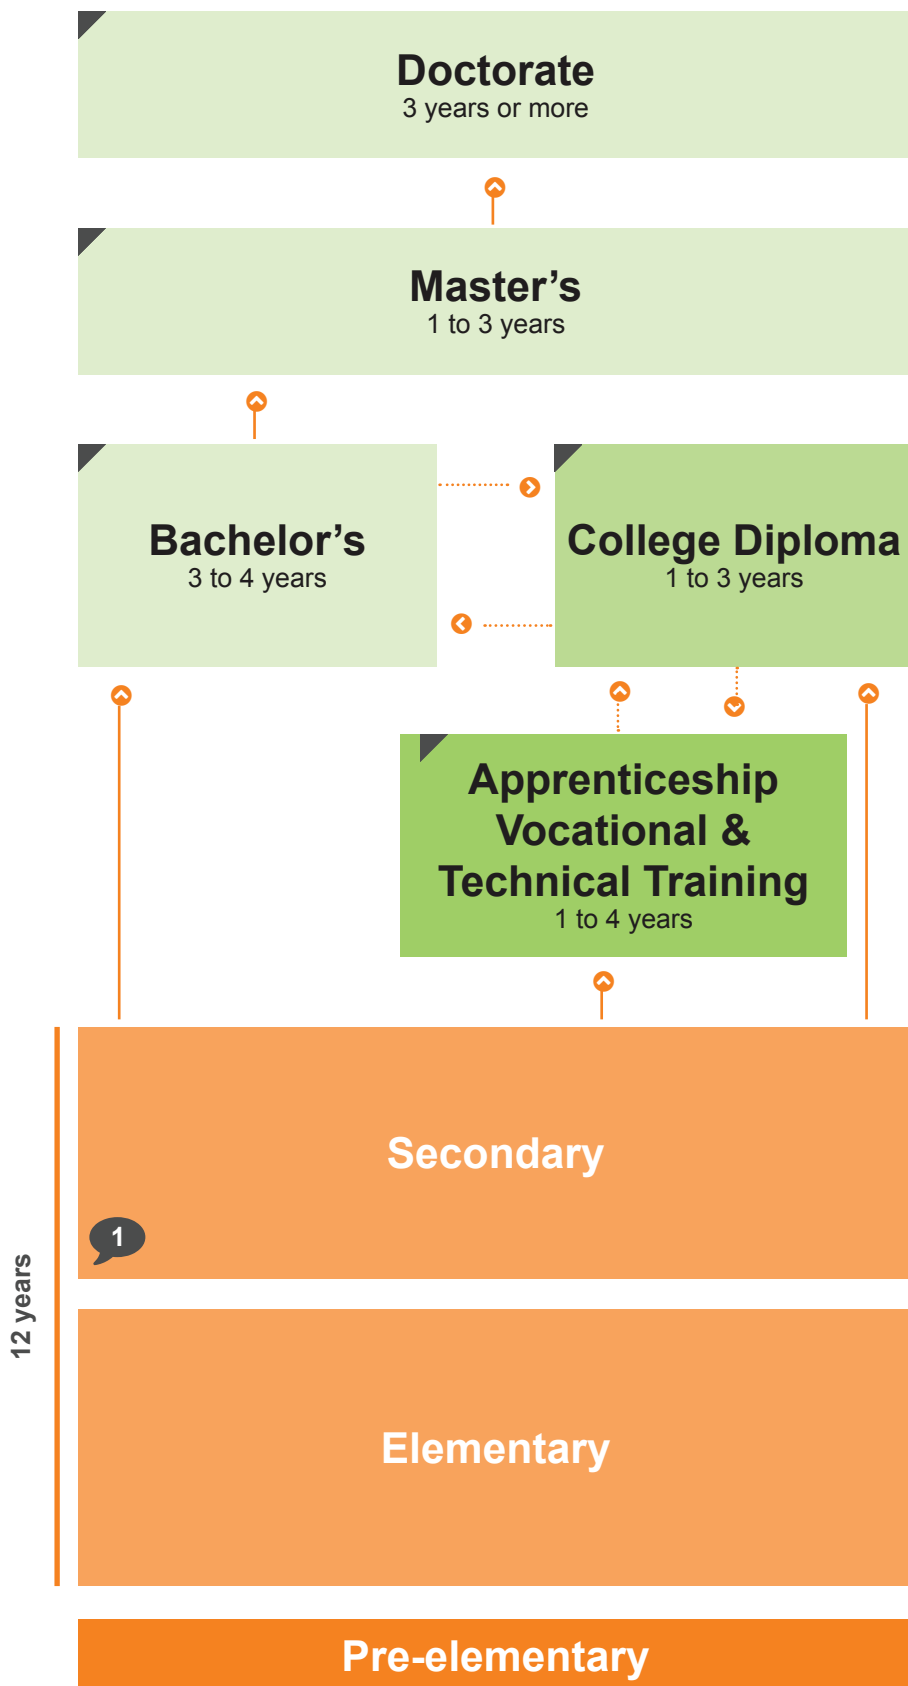 Doctorate
3 years or more
Master’s
1 to 3 years
Bachelor’s
3 to 4 years
College Diploma
1 to 3 years
Apprenticeship
Vocational &
Technical Training
1 to 4 years
Secondary
1
12 years
Elementary
Pre-elementary